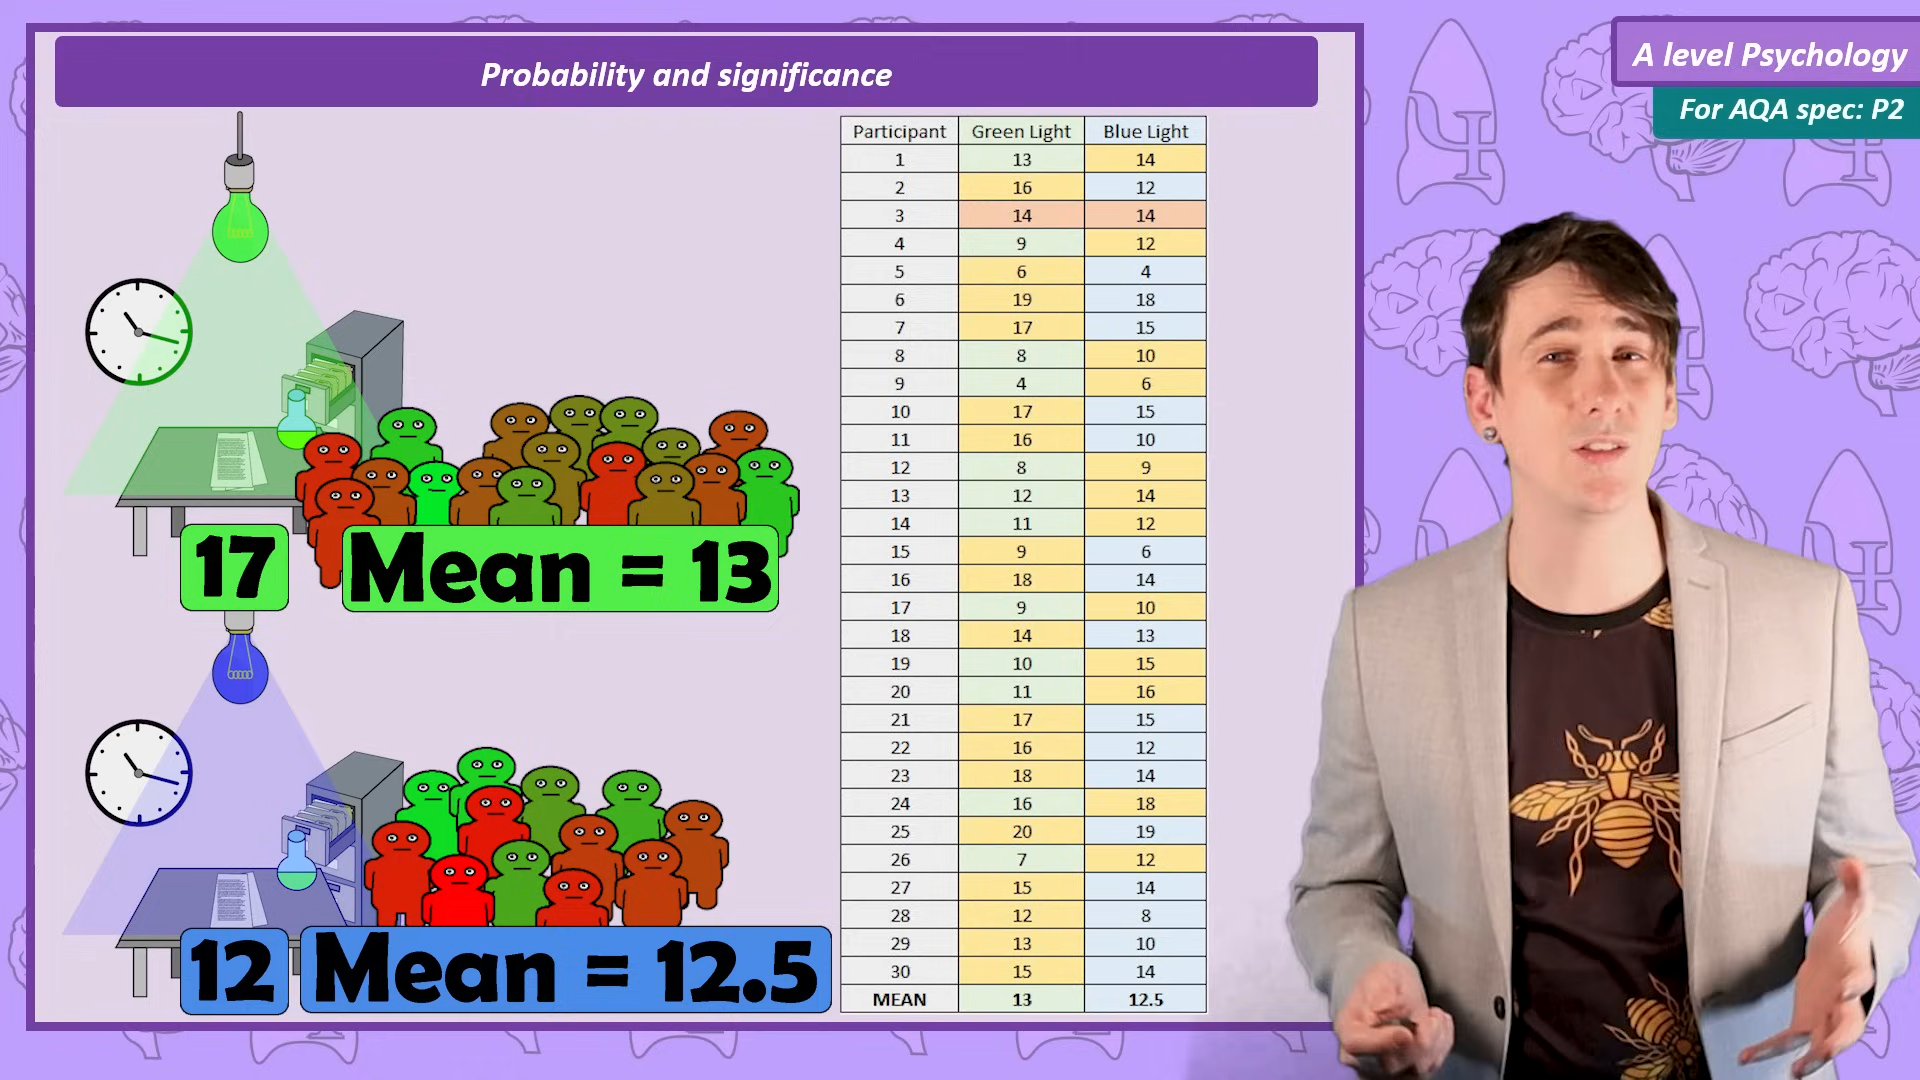 Probability and significance
A level Psychology
For AQA spec: P2
Participant Green Light Blue Light
1 13 14
2 16 12
3 14 14
4 9 12
5 6 4
6 19 18
7 17 15
8 8 10
9 4 6
10 17 15
11 16 10
12 8 9
13 12 14
14 11 12
15 9 6
16 18 14
17 9 10
18 14 13
19 10 15
20 11 16
21 17 15
22 16 12
23 18 14
24 16 18
25 20 19
26 7 12
27 15 14
28 12 8
29 13 10
30 15 14
MEAN 13 12.5
17 Mean = 13
12 Mean = 12.5